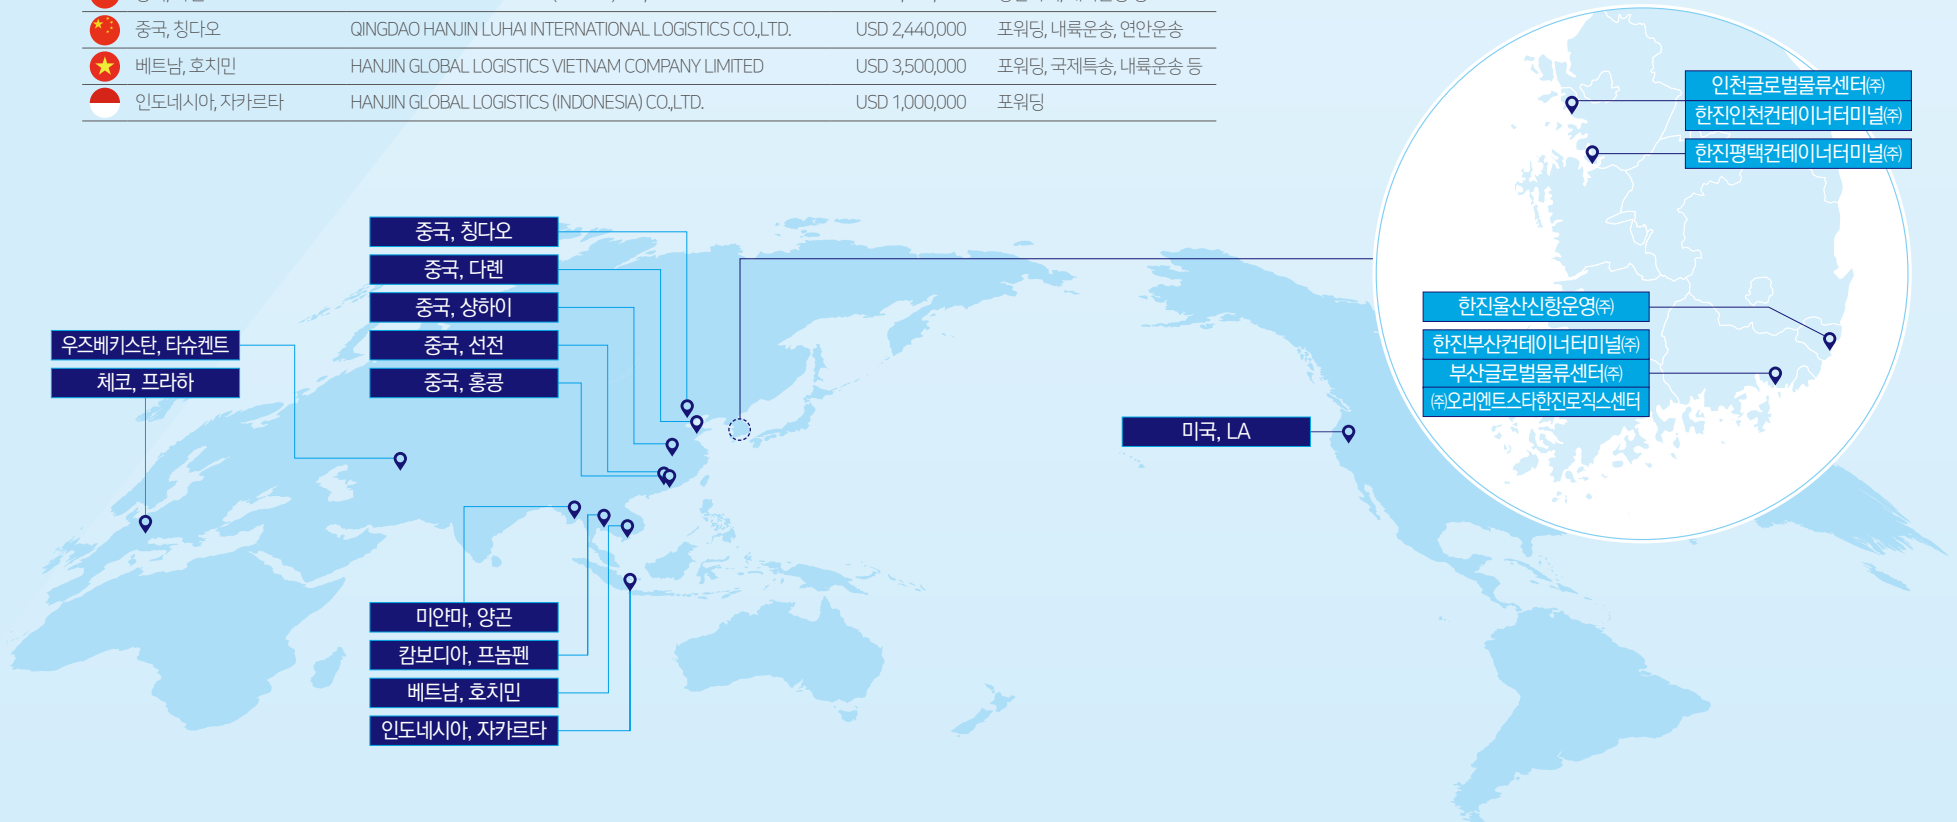 중국, 칭다오 QINGDAO HANJIN LUHAI INTERNATIONAL LOGISTICS CO.,LTD. USD 2,440,000 포워딩, 내륙운송, 연안운송
베트남, 호치민 HANJIN GLOBAL LOGISTICS VIETNAM COMPANY LIMITED USD 3,500,000 포워딩, 국제특송, 내륙운송 등
인도네시아, 자카르타 HANJIN GLOBAL LOGISTICS (INDONESIA) CO.,LTD. USD 1,000,000 포워딩
인천글로벌물류센터㈜
한진인천컨테이너터미널㈜
한진평택컨테이너터미널㈜
중국, 칭다오
중국, 다롄
중국, 상하이
중국, 선전
중국, 홍콩
우즈베키스탄, 타슈켄트
체코, 프라하
한진울산신항운영㈜
한진부산컨테이너터미널㈜
부산글로벌물류센터㈜
㈜오리엔트스타한진로직스센터
미국, LA
미얀마, 양곤
캄보디아, 프놈펜
베트남, 호치민
인도네시아, 자카르타